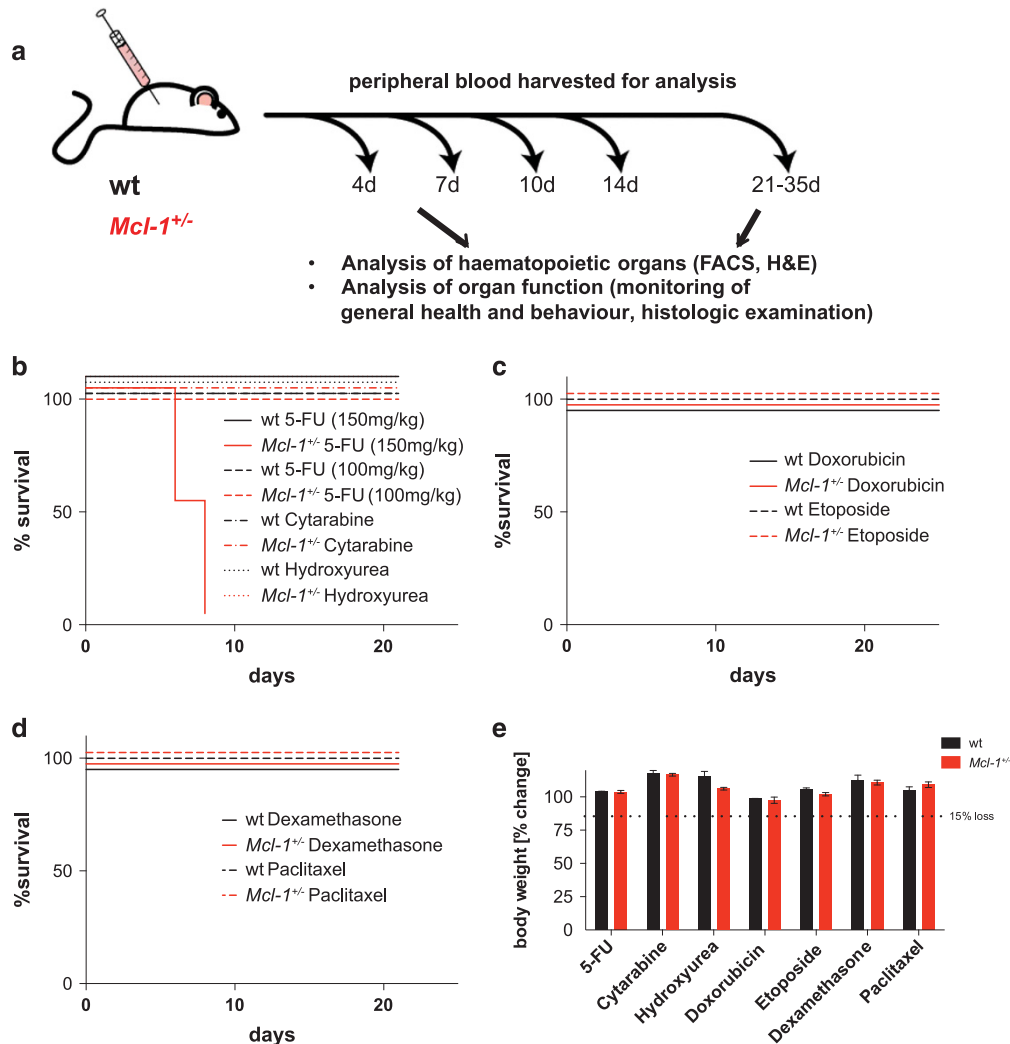 a
peripheral blood harvested for analysis
wt
Mcl-1+/-
4d 7d 10d 14d 21-35d
• Analysis of haematopoietic organs (FACS, H&E)
• Analysis of organ function (monitoring of
general health and behaviour, histologic examination)
b
% survival
100
50
0
0 10 20
days
wt 5-FU (150mg/kg)
Mcl-1+/- 5-FU (150mg/kg)
wt 5-FU (100mg/kg)
Mcl-1+/- 5-FU (100mg/kg)
wt Cytarabine
Mcl-1+/- Cytarabine
wt Hydroxyurea
Mcl-1+/- Hydroxyurea
c
%survival
100
50
0
0 10 20
days
wt Doxorubicin
Mcl-1+/- Doxorubicin
wt Etoposide
Mcl-1+/- Etoposide
d
%survival
100
50
0
0 10 20
days
wt Dexamethasone
Mcl-1+/- Dexamethasone
wt Paclitaxel
Mcl-1+/- Paclitaxel
e
wt
Mcl-1+/-
body weight [% change]
100
75
50
25
0
15% loss
5-FU
Cytarabine
Hydroxyurea
Doxorubicin
Etoposide
Dexamethasone
Paclitaxel